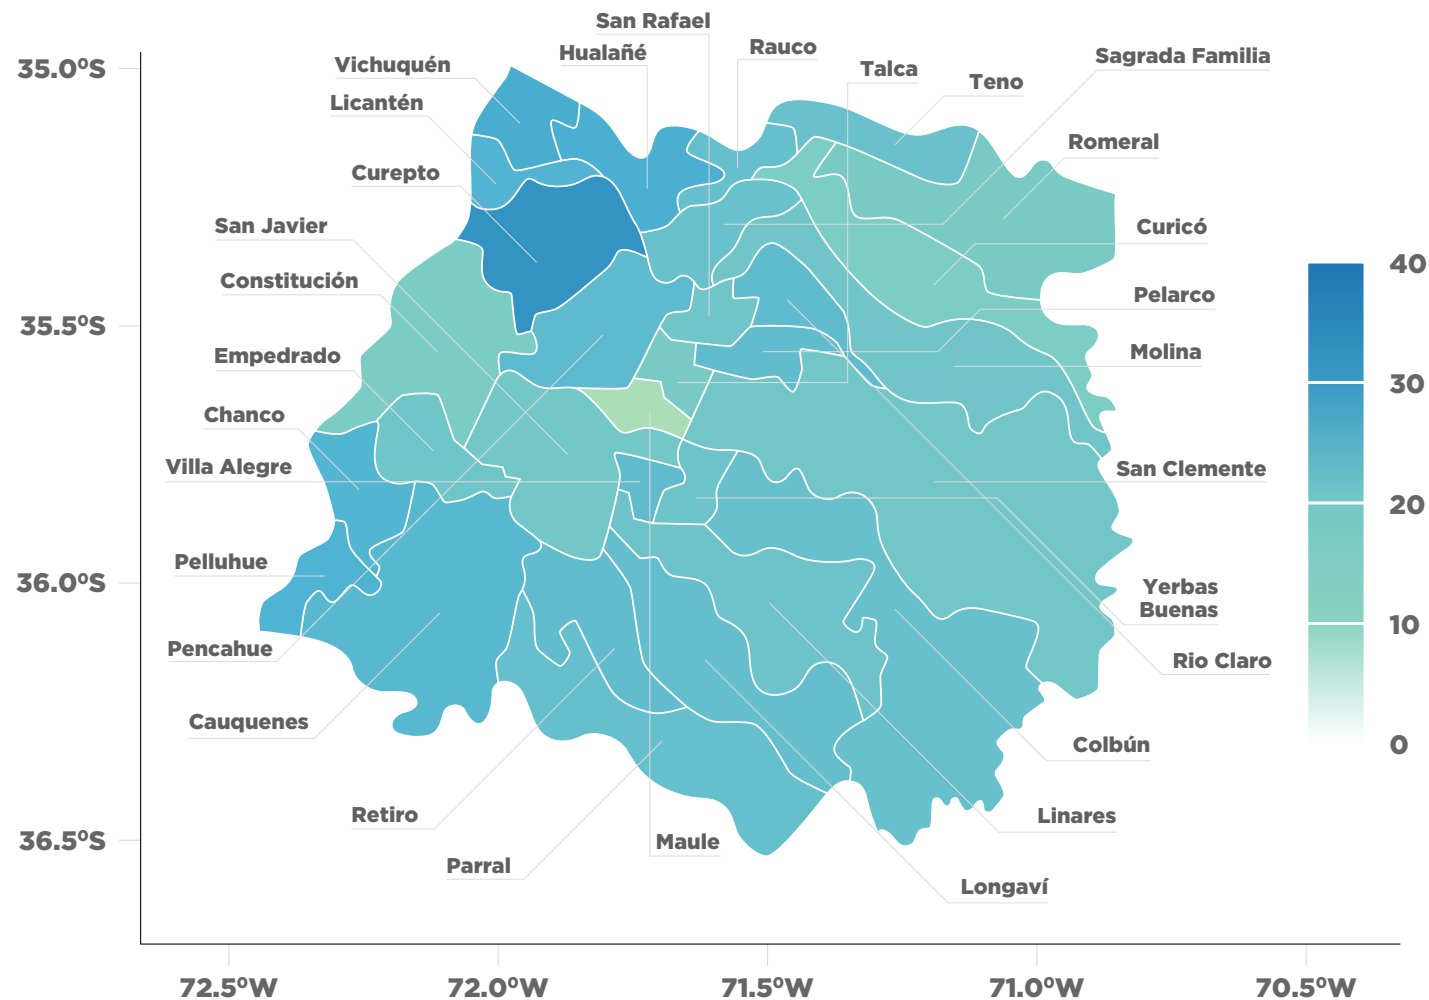 San Rafael
Hualañé
Rauco
Sagrada Familia
35.0ºS
Vichuquén
Talca
Teno
Licantén
Romeral
Curepto
San Javier
Curicó
Constitución
40
Pelarco
35.5ºS
Empedrado
Molina
30
Chanco
Villa Alegre
San Clemente
20
Pelluhue
36.0ºS
Yerbas
Buenas
10
Pencahue
Rio Claro
Cauquenes
Colbún
0
Retiro
Linares
36.5ºS
Maule
Parral
Longaví
72.5ºW
72.0ºW
71.5ºW
71.0ºW
70.5ºW